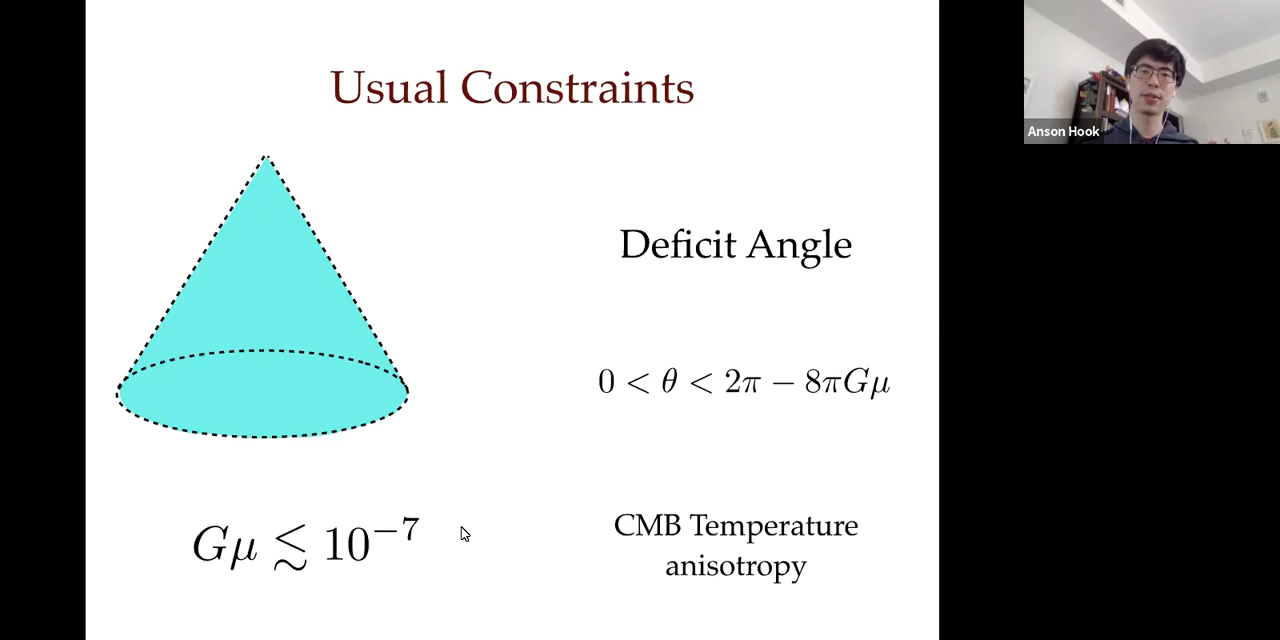 Usual Constraints
Deficit Angle
0 < θ < 2π − 8πGμ
Gμ ≲ 10⁻⁷
CMB Temperature
anisotropy
Anson Hook